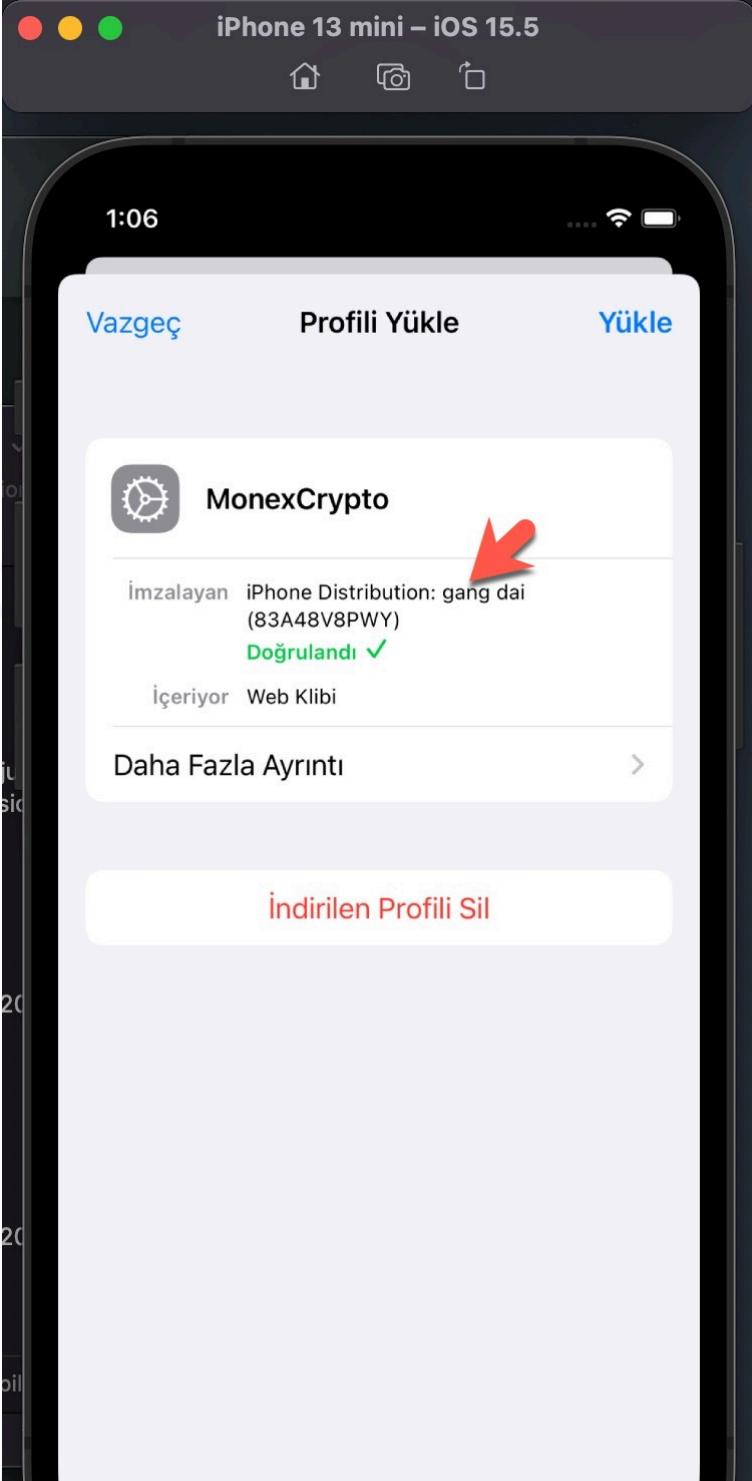 iPhone 13 mini – iOS 15.5
1:06
Vazgeç Profili Yükle Yükle
MonexCrypto
İmzalayan iPhone Distribution: gang dai
(83A48V8PWY)
Doğrulandı ✓
İçeriyor Web Klibi
Daha Fazla Ayrıntı
İndirilen Profili Sil